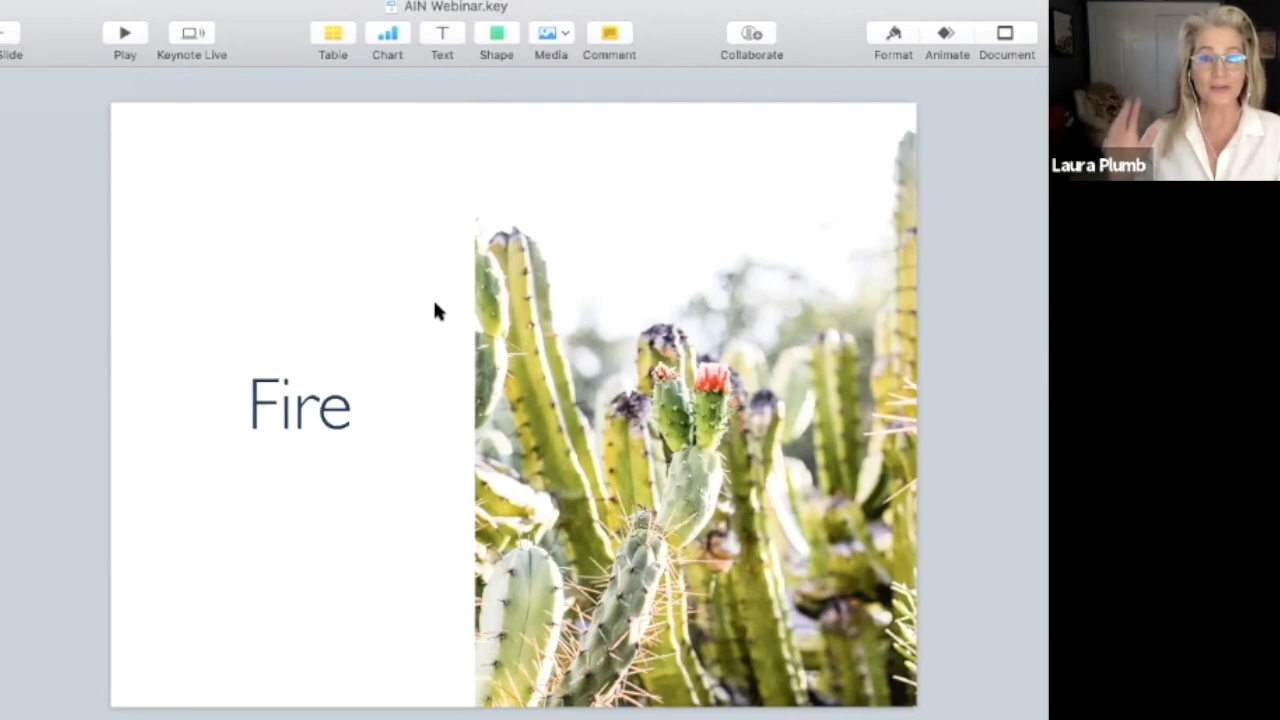 AIN Webinar.key
Slide
Play
Keynote Live
Table
Chart
Text
Shape
Media
Comment
Collaborate
Format
Animate
Document
Laura Plumb
Fire